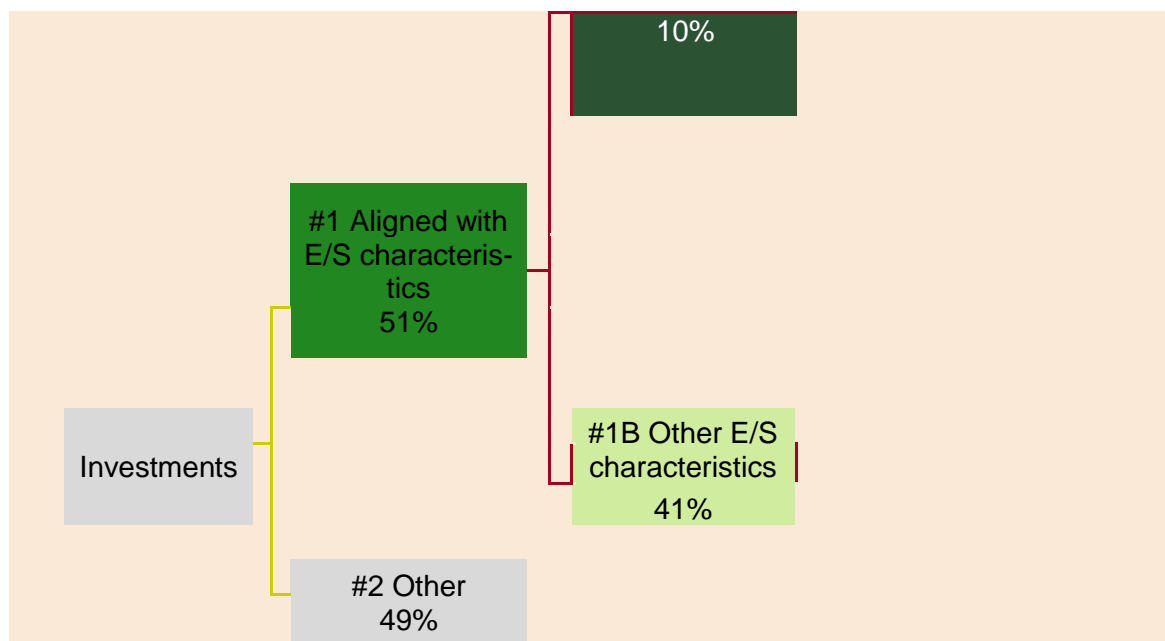 10%
#1 Aligned with
E/S characteris-
tics
51%
#1B Other E/S
characteristics
41%
Investments
#2 Other
49%